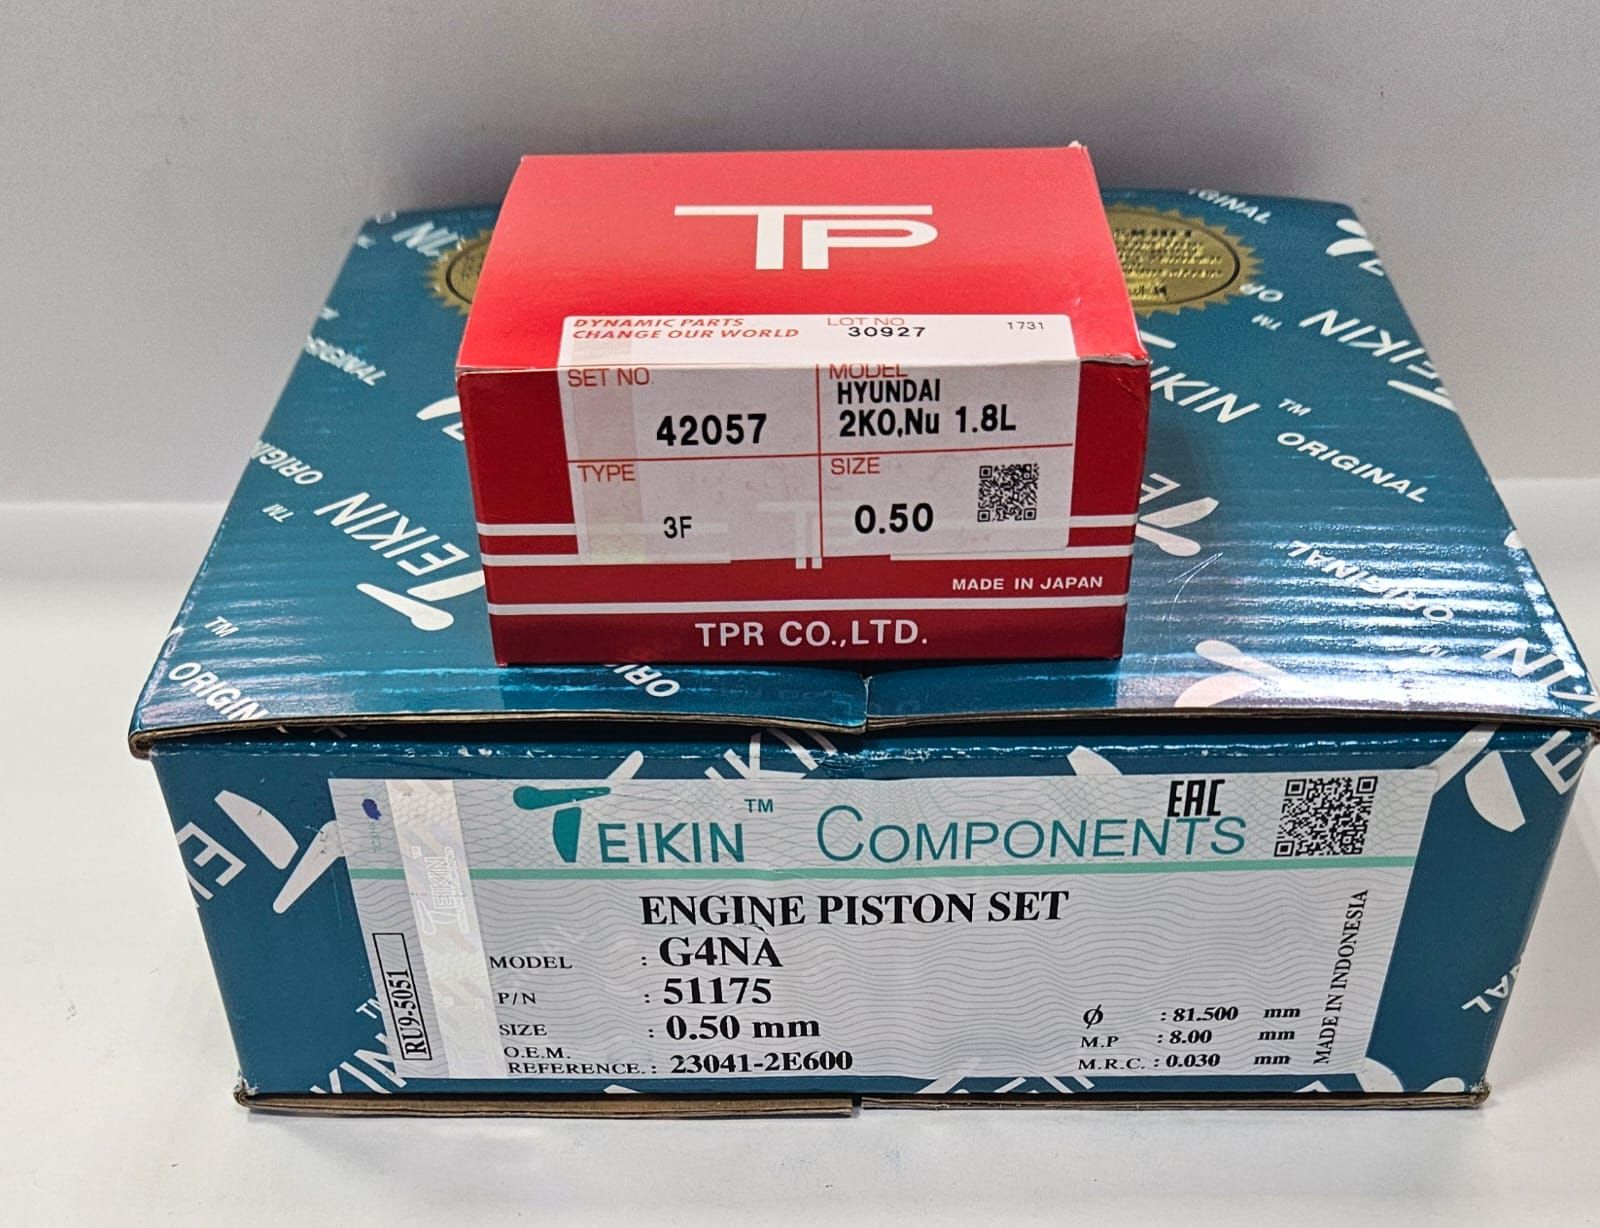 TP
DYNAMIC PARTS
CHANGE OUR WORLD
LOT NO
30927
1731
SET NO.
42057
MODEL
HYUNDAI
2KO,Nu 1.8L
TYPE
3F
SIZE
0.50
MADE IN JAPAN
TPR CO.,LTD.
TEIKIN™ ORIGINAL
TEIKIN™ ORIGINAL
TEIKIN™ COMPONENTS
EAC
ENGINE PISTON SET
MODEL : G4NA
P/N : 51175
SIZE : 0.50 mm
O.E.M.
REFERENCE. : 23041-2E600
ϕ : 81.500 mm
M.P : 8.00 mm
M.R.C. : 0.030 mm
MADE IN INDONESIA
RU9-5051
TEIKIN